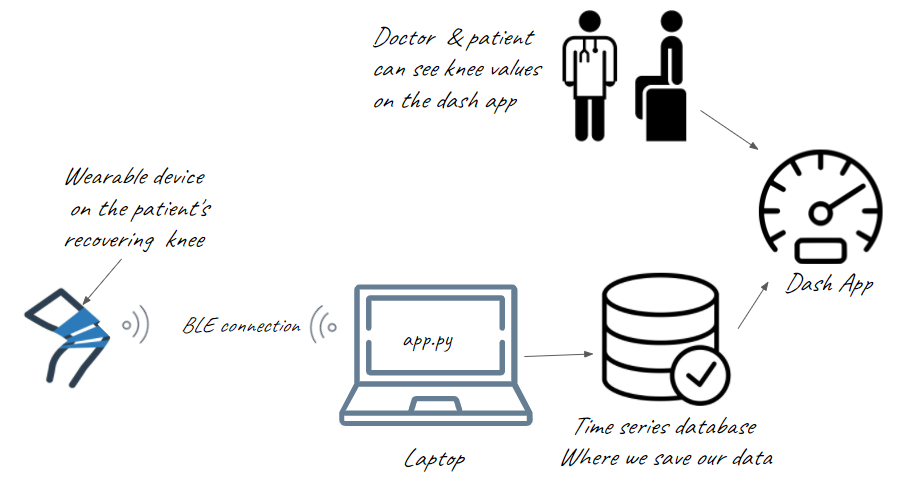 Doctor & patient
can see knee values
on the dash app
Wearable device
on the patient's
recovering knee
BLE connection
app.py
Dash App
Laptop
Time series database
Where we save our data